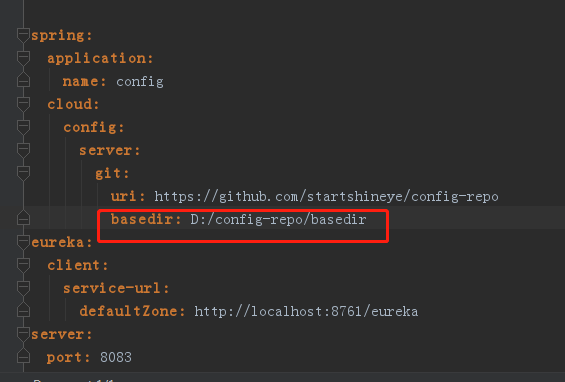 spring:
application:
name: config
cloud:
config:
server:
git:
uri: https://github.com/startshineye/config-repo
basedir: D:/config-repo/basedir
eureka:
client:
service-url:
defaultZone: http://localhost:8761/eureka
server:
port: 8083